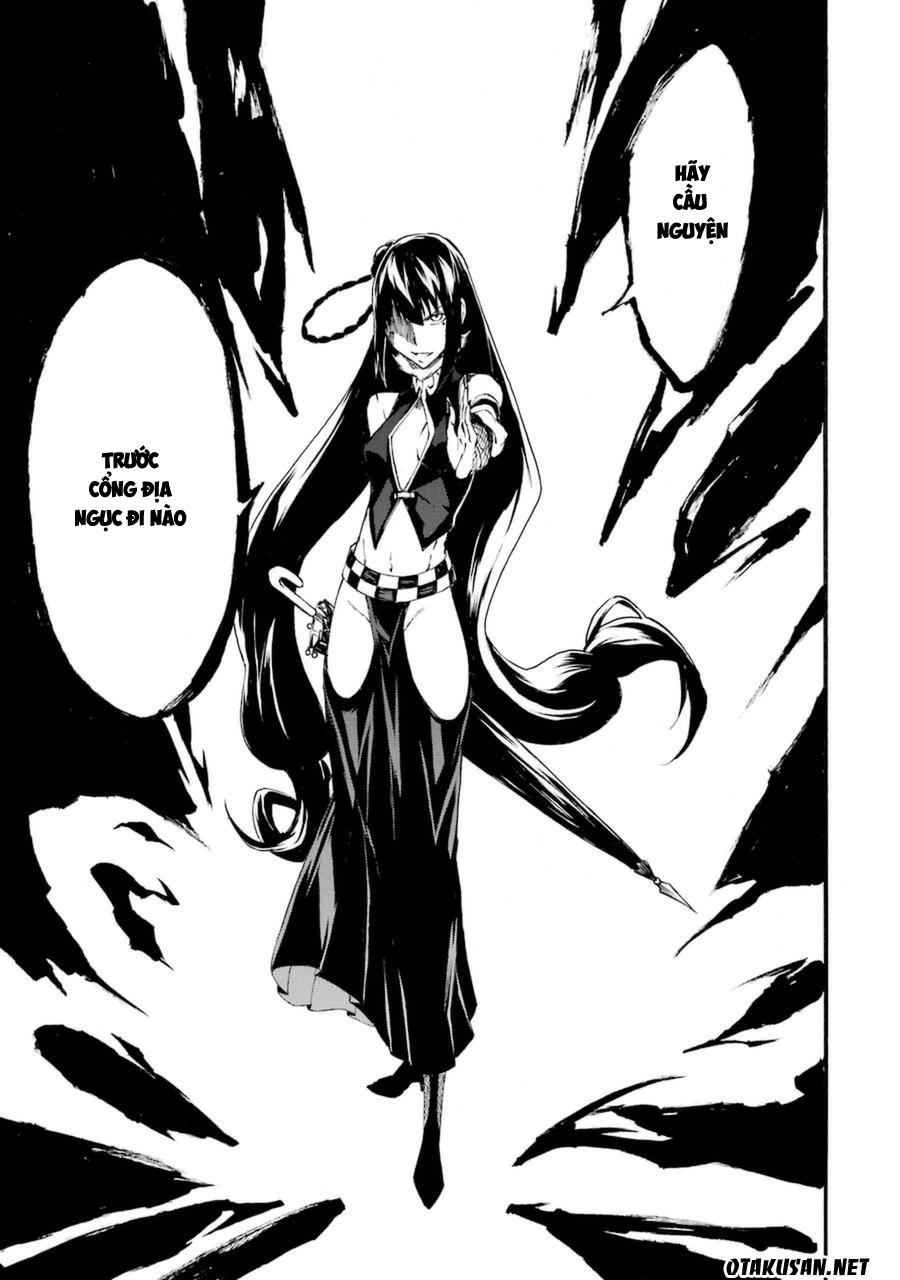 HÃY
CẦU
NGUYỆN
TRƯỚC
CỔNG ĐỊA
NGỤC ĐI NÀO
OTAKUSAN.NET